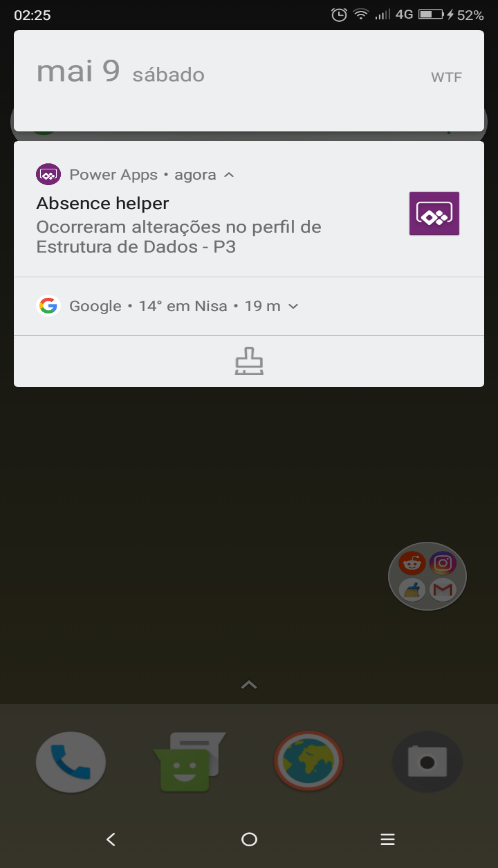 02:25 4G 52%
mai 9 sábado WTF
Power Apps • agora
Absence helper
Ocorreram alterações no perfil de
Estrutura de Dados - P3
Google • 14° em Nisa • 19 m